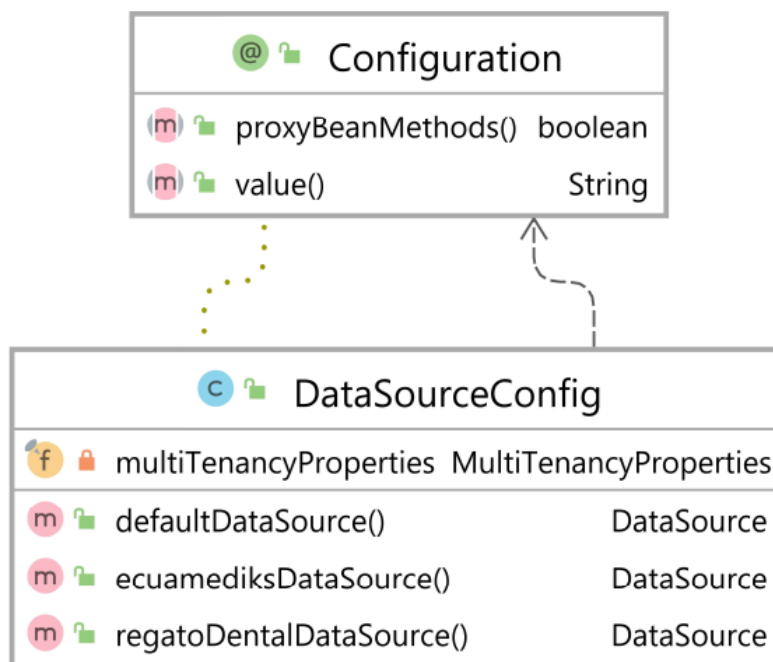 @ Configuration
m proxyBeanMethods() boolean
m value() String
C DataSourceConfig
f multiTenancyProperties MultiTenancyProperties
m defaultDataSource() DataSource
m ecuamediksDataSource() DataSource
m regatoDentalDataSource() DataSource